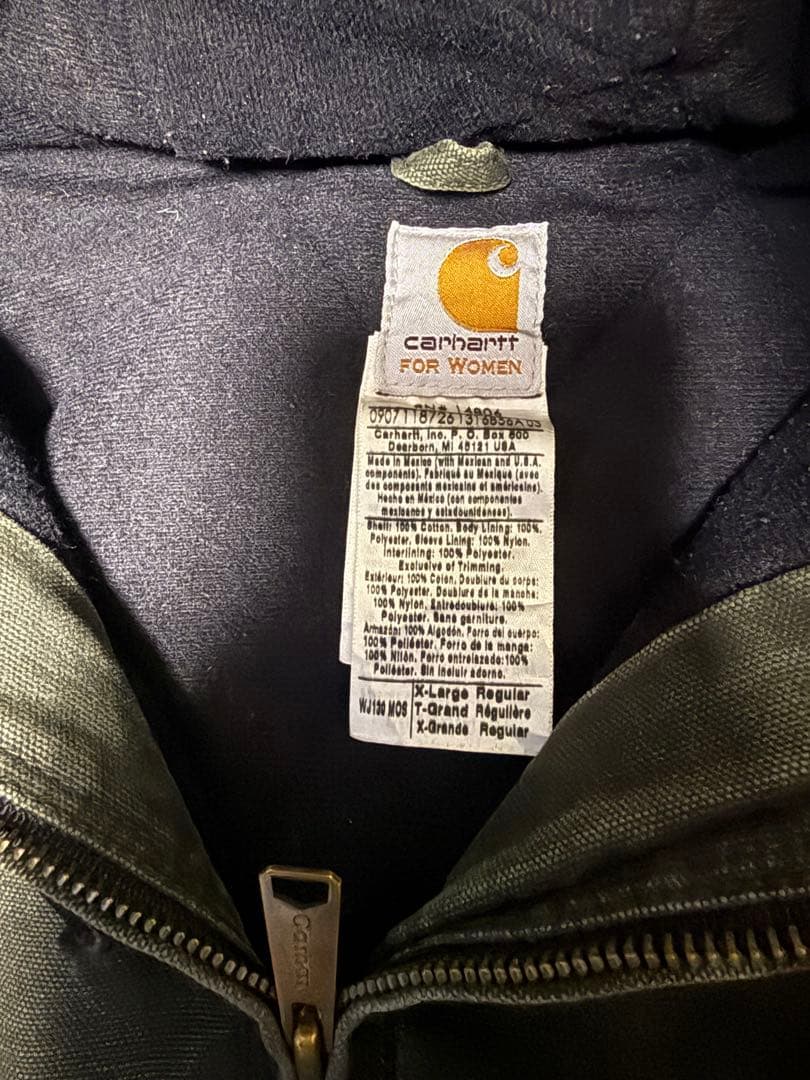 carhartt
FOR WOMEN
Carhartt, Inc. P. O. Box 600
Dearborn, MI 48121 USA
Made in Mexico (with Mexican and U.S.A.
components). Fabriqué au Mexique (avec
des composants mexicains et américains).
Hecho en México (con componentes
mexicanos y estadounidenses).
Shell: 100% Cotton. Body Lining: 100%
Polyester. Sleeve Lining: 100% Nylon.
Interlining: 100% Polyester.
Exclusive of Trimming.
Extérieur: 100% Coton. Doublure du corps:
100% Polyester. Doublure de la manche:
100% Nylon. Entredoublure: 100%
Polyester. Sans garniture.
Armazón: 100% Algodón. Forro del cuerpo:
100% Poliéster. Forro de la manga:
100% Nilón. Forro entrelazado: 100%
Poliéster. Sin incluir adorno.
WJ130 MOS
X-Large Regular
T-Grand Régulière
X-Grande Regular